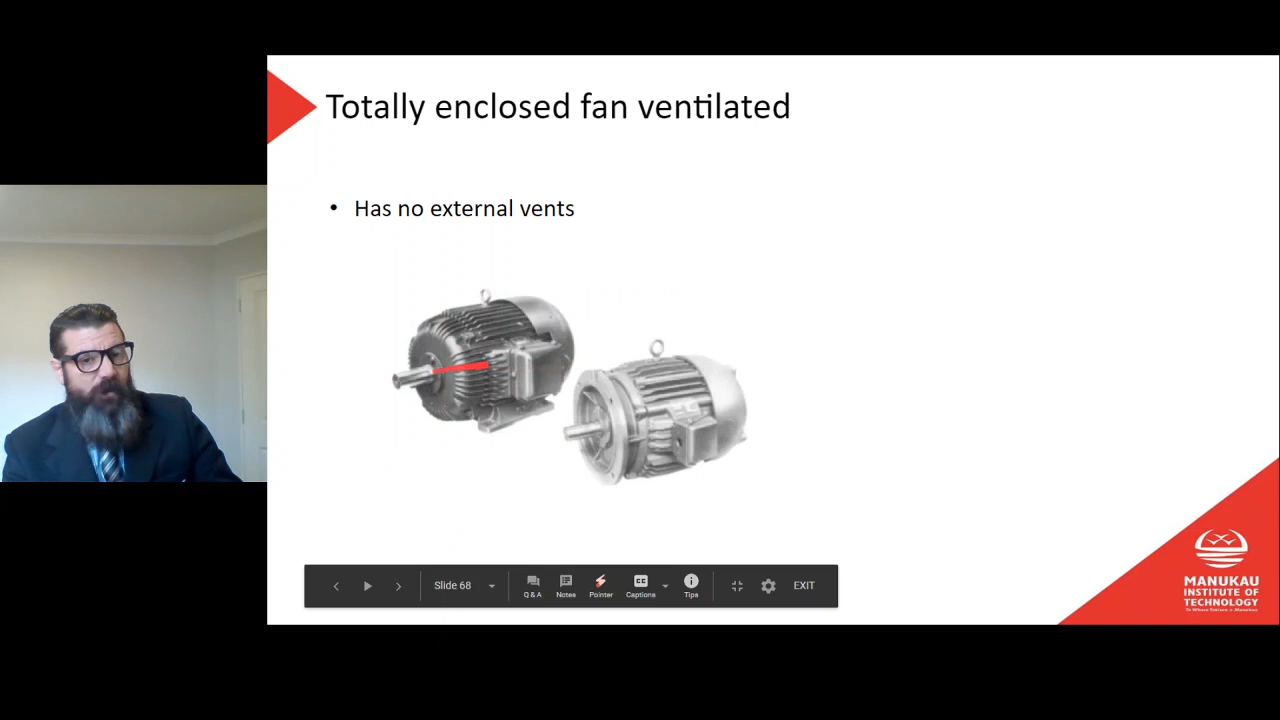 Totally enclosed fan ventilated
• Has no external vents
Slide 68
Q & A
Notes
Pointer
Captions
Tips
EXIT
MANUKAU
INSTITUTE OF
TECHNOLOGY